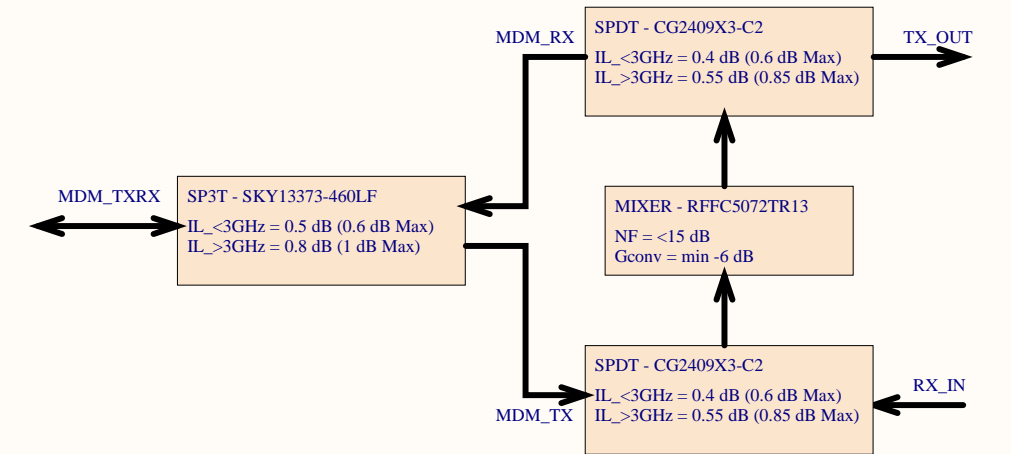 SPDT - CG2409X3-C2
IL_<3GHz = 0.4 dB (0.6 dB Max)
IL_>3GHz = 0.55 dB (0.85 dB Max)
MDM_RX
TX_OUT
MDM_TXRX
SP3T - SKY13373-460LF
IL_<3GHz = 0.5 dB (0.6 dB Max)
IL_>3GHz = 0.8 dB (1 dB Max)
MIXER - RFFC5072TR13
NF = <15 dB
Gconv = min -6 dB
SPDT - CG2409X3-C2
IL_<3GHz = 0.4 dB (0.6 dB Max)
IL_>3GHz = 0.55 dB (0.85 dB Max)
MDM_TX
RX_IN